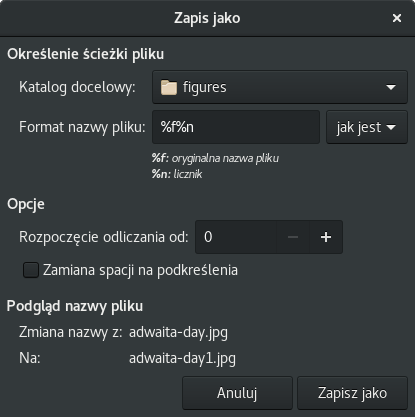 Zapis jako
Określenie ścieżki pliku
Katalog docelowy: figures
Format nazwy pliku: %f%n jak jest
%f: oryginalna nazwa pliku
%n: licznik
Opcje
Rozpoczęcie odliczania od: 0
Zamiana spacji na podkreślenia
Podgląd nazwy pliku
Zmiana nazwy z: adwaita-day.jpg
Na: adwaita-day1.jpg
Anuluj Zapisz jako